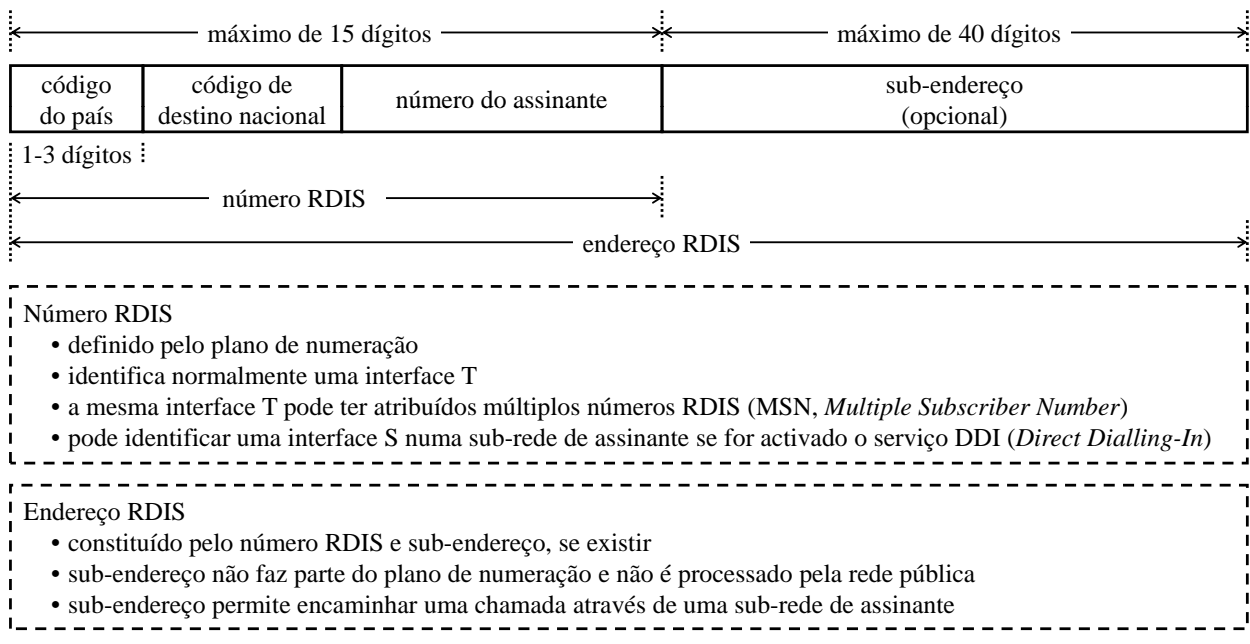 máximo de 15 dígitos máximo de 40 dígitos
código do país código de destino nacional número do assinante sub-endereço (opcional)
1-3 dígitos
número RDIS
endereço RDIS
Número RDIS
• definido pelo plano de numeração
• identifica normalmente uma interface T
• a mesma interface T pode ter atribuídos múltiplos números RDIS (MSN, Multiple Subscriber Number)
• pode identificar uma interface S numa sub-rede de assinante se for activado o serviço DDI (Direct Dialling-In)
Endereço RDIS
• constituído pelo número RDIS e sub-endereço, se existir
• sub-endereço não faz parte do plano de numeração e não é processado pela rede pública
• sub-endereço permite encaminhar uma chamada através de uma sub-rede de assinante